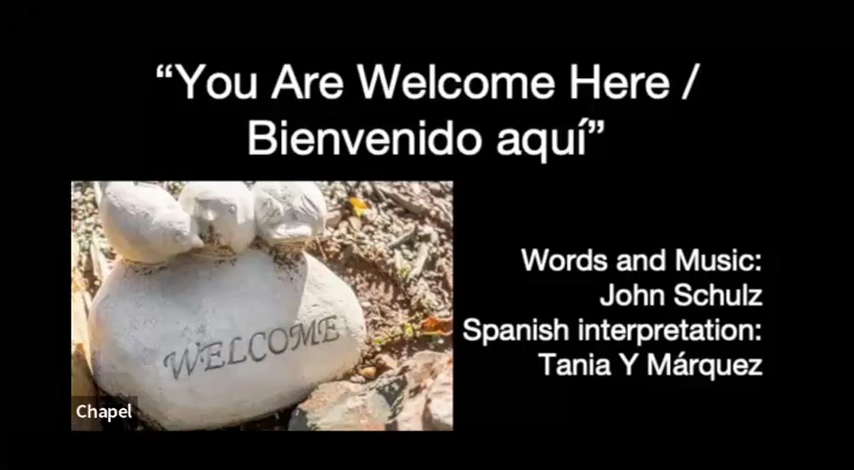 “You Are Welcome Here /
Bienvenido aquí”
WELCOME
Words and Music:
John Schulz
Spanish interpretation:
Tania Y Márquez
Chapel